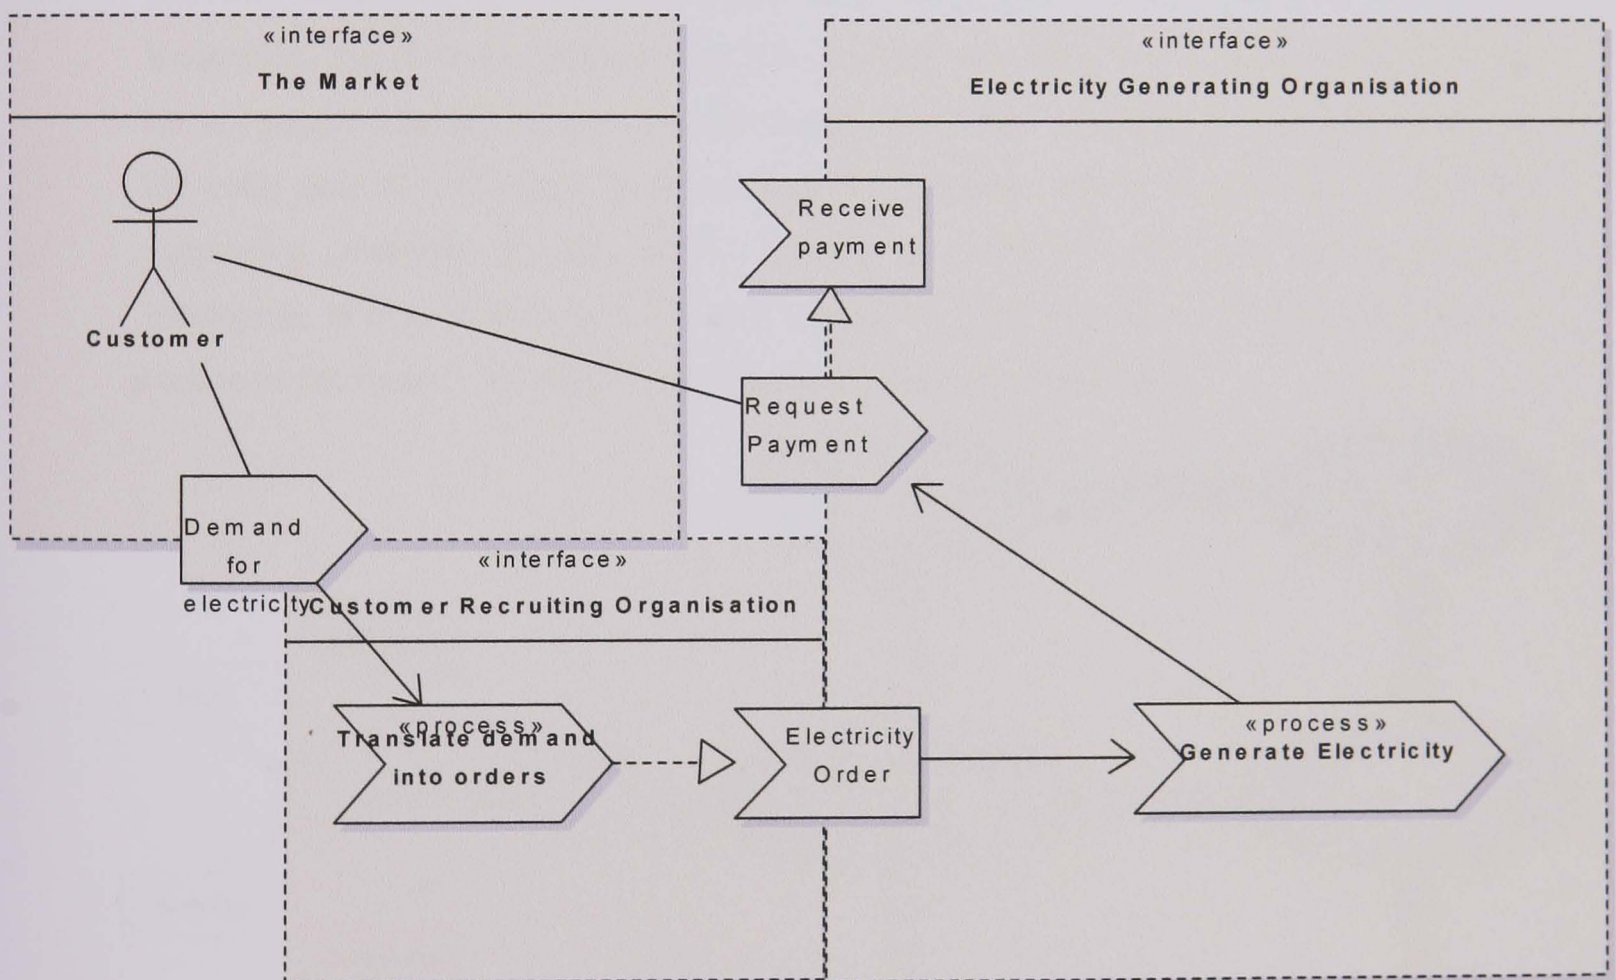 «interface»
The Market
«interface»
Electricity Generating Organisation
Receive
payment
Customer
Request
Payment
Demand
for
electricity
«interface»
Customer Recruiting Organisation
«process»
Translate demand
into orders
Electricity
Order
«process»
Generate Electricity